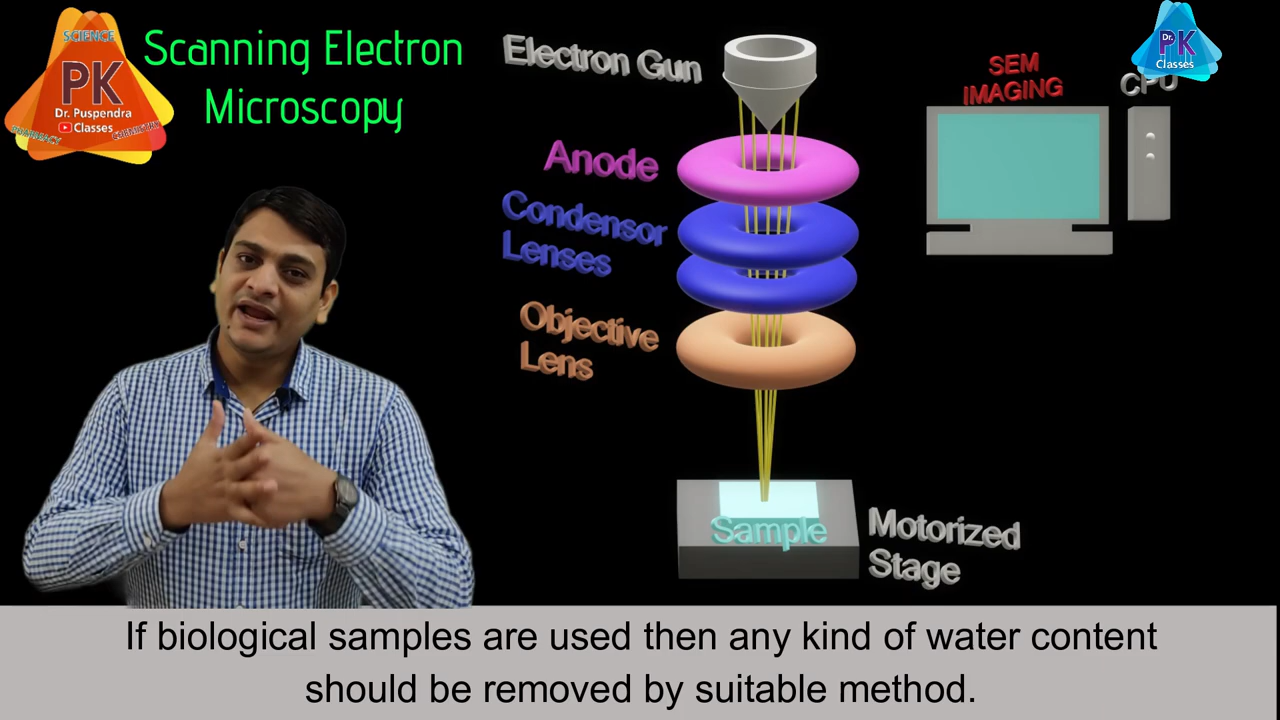 SCIENCE
PK
Dr. Puspendra
Classes
PHARMACY
CHEMISTRY
Scanning Electron
Microscopy
Electron Gun
Anode
Condensor
Lenses
Objective
Lens
Sample
Motorized
Stage
SEM
IMAGING
CPU
Dr.
PK
Classes
If biological samples are used then any kind of water content
should be removed by suitable method.